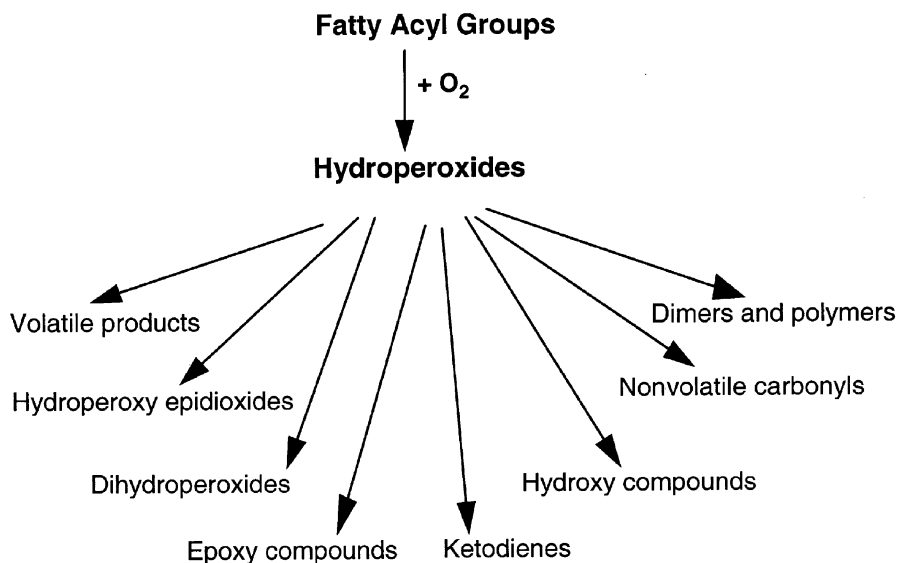 Fatty Acyl Groups
+ O₂
Hydroperoxides
Volatile products
Dimers and polymers
Hydroperoxy epidioxides
Nonvolatile carbonyls
Dihydroperoxides
Hydroxy compounds
Epoxy compounds
Ketodienes